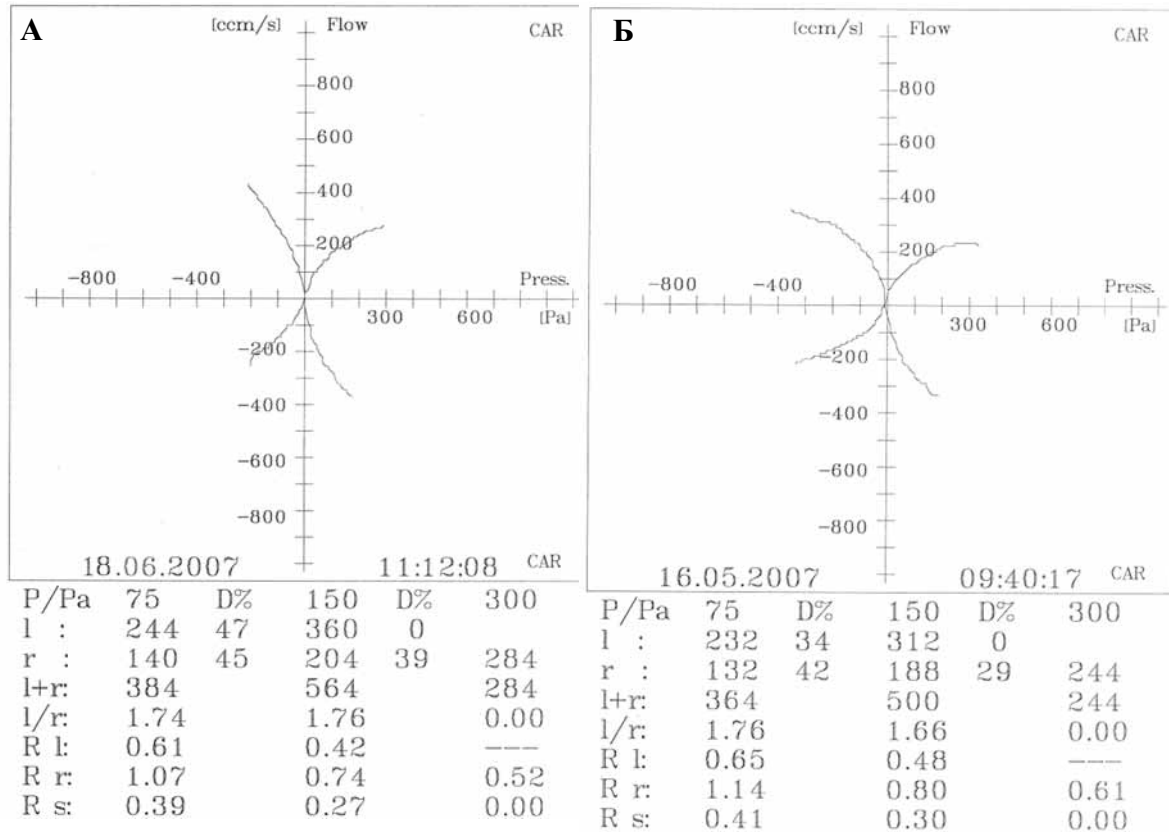 А
[ccm/s] Flow CAR
800
600
400
200
-800 -400 Press.
300 600 [Pa]
-200
-400
-600
-800
18.06.2007 11:12:08 CAR
P/Pa 75 D% 150 D% 300
l : 244 47 360 0
r : 140 45 204 39 284
l+r: 384 564 284
l/r: 1.74 1.76 0.00
R l: 0.61 0.42 ---
R r: 1.07 0.74 0.52
R s: 0.39 0.27 0.00
Б
[ccm/s] Flow CAR
800
600
400
200
-800 -400 Press.
300 600 [Pa]
-200
-400
-600
-800
16.05.2007 09:40:17 CAR
P/Pa 75 D% 150 D% 300
l : 232 34 312 0
r : 132 42 188 29 244
l+r: 364 500 244
l/r: 1.76 1.66 0.00
R l: 0.65 0.48 ---
R r: 1.14 0.80 0.61
R s: 0.41 0.30 0.00